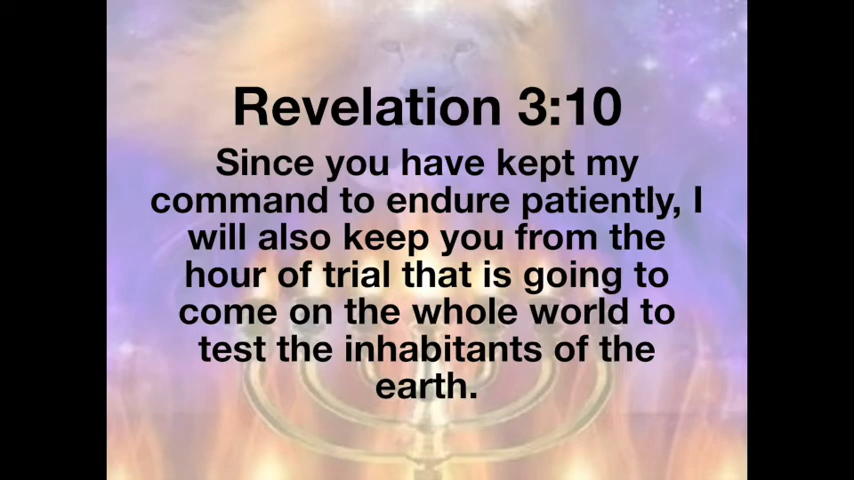 Revelation 3:10
Since you have kept my
command to endure patiently, I
will also keep you from the
hour of trial that is going to
come on the whole world to
test the inhabitants of the
earth.